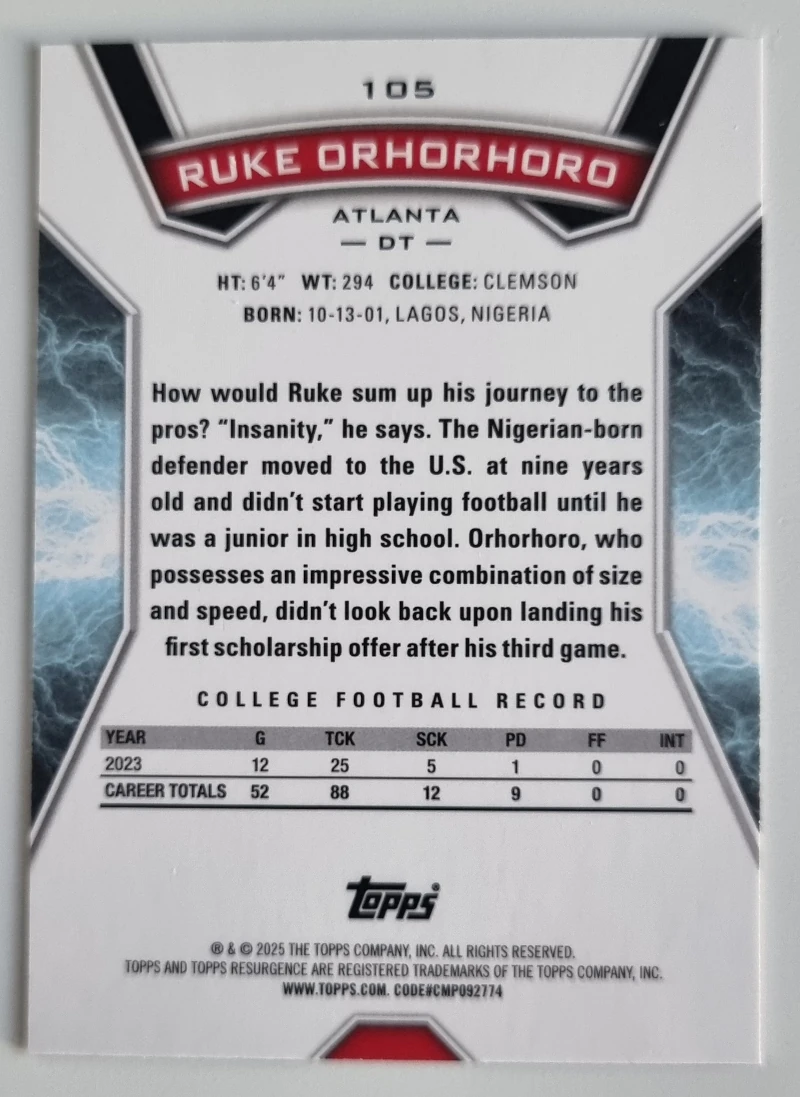 105
RUKE ORHORHORO
ATLANTA
— DT —
HT: 6'4" WT: 294 COLLEGE: CLEMSON
BORN: 10-13-01, LAGOS, NIGERIA
How would Ruke sum up his journey to the
pros? “Insanity,” he says. The Nigerian-born
defender moved to the U.S. at nine years
old and didn't start playing football until he
was a junior in high school. Orhorhoro, who
possesses an impressive combination of size
and speed, didn't look back upon landing his
first scholarship offer after his third game.
COLLEGE FOOTBALL RECORD
YEAR G TCK SCK PD FF INT
2023 12 25 5 1 0 0
CAREER TOTALS 52 88 12 9 0 0
topps®
® & © 2025 THE TOPPS COMPANY, INC. ALL RIGHTS RESERVED.
TOPPS AND TOPPS RESURGENCE ARE REGISTERED TRADEMARKS OF THE TOPPS COMPANY, INC.
WWW.TOPPS.COM. CODE#CMP092774